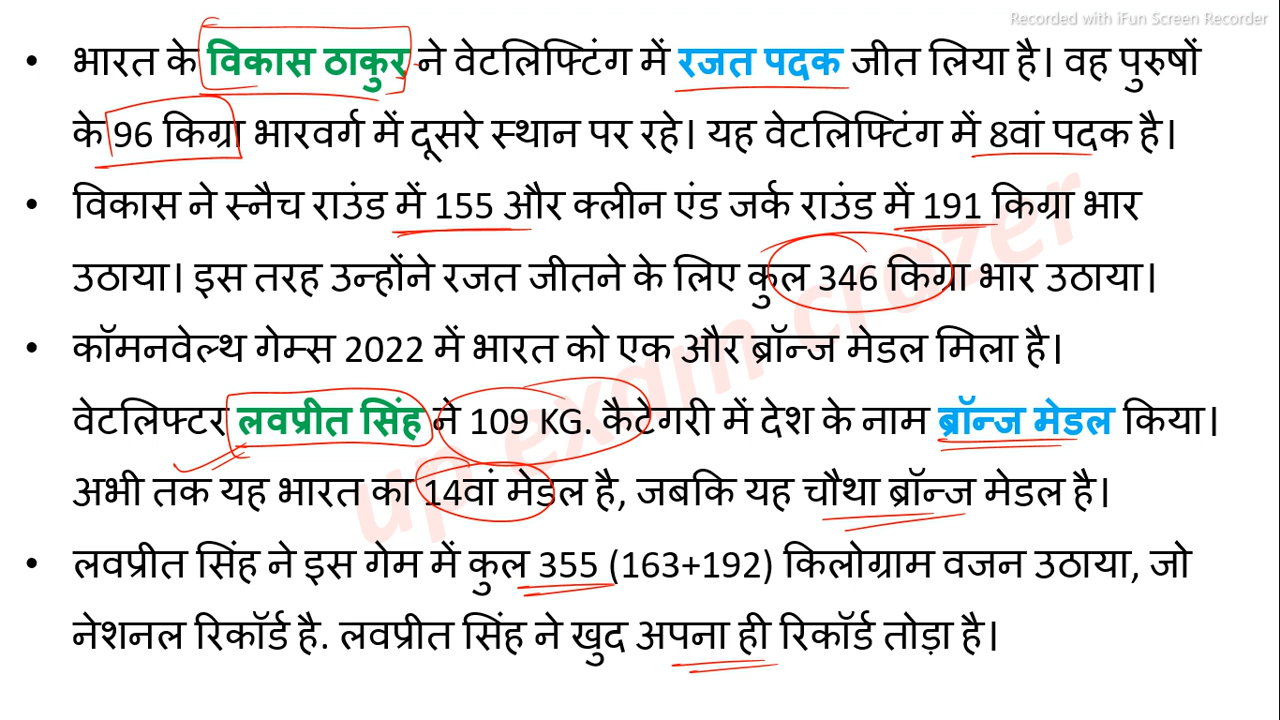 Recorded with iFun Screen Recorder
• भारत के विकास ठाकुर ने वेटलिफ्टिंग में रजत पदक जीत लिया है। वह पुरुषों
के 96 किग्रा भारवर्ग में दूसरे स्थान पर रहे। यह वेटलिफ्टिंग में 8वां पदक है।
• विकास ने स्नैच राउंड में 155 और क्लीन एंड जर्क राउंड में 191 किग्रा भार
उठाया। इस तरह उन्होंने रजत जीतने के लिए कुल 346 किग्रा भार उठाया।
• कॉमनवेल्थ गेम्स 2022 में भारत को एक और ब्रॉन्ज मेडल मिला है।
वेटलिफ्टर लवप्रीत सिंह ने 109 KG. कैटेगरी में देश के नाम ब्रॉन्ज मेडल किया।
अभी तक यह भारत का 14वां मेडल है, जबकि यह चौथा ब्रॉन्ज मेडल है।
• लवप्रीत सिंह ने इस गेम में कुल 355 (163+192) किलोग्राम वजन उठाया, जो
नेशनल रिकॉर्ड है. लवप्रीत सिंह ने खुद अपना ही रिकॉर्ड तोड़ा है।
up exam crazer